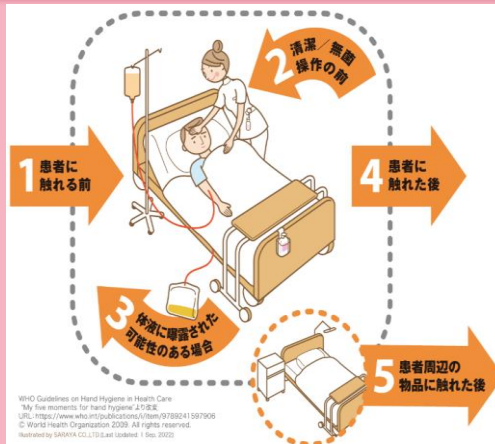 1 患者に
触れる前
2 清潔／無菌
操作の前
3 体液に曝露された
可能性のある場合
4 患者に
触れた後
5 患者周辺の
物品に触れた後
WHO Guidelines on Hand Hygiene in Health Care
"My five moments for hand hygiene"より改変
URL: https://www.who.int/publications/i/item/9789241597906
© World Health Organization 2009. All rights reserved.
Illustrated by SARAYA CO.,LTD.(Last Updated: 1 Sep, 2022)